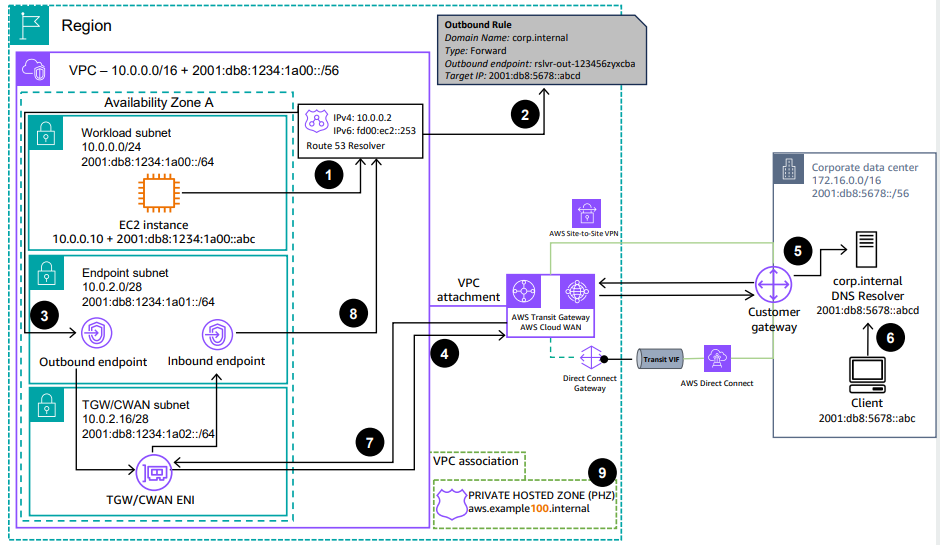 Region
Outbound Rule
Domain Name: corp.internal
Type: Forward
Outbound endpoint: rslvr-out-123456zyxcba
Target IP: 2001:db8:5678::abcd
VPC – 10.0.0.0/16 + 2001:db8:1234:1a00::/56
Availability Zone A
IPv4: 10.0.0.2
IPv6: fd00:ec2::253
Route 53 Resolver
2
Workload subnet
10.0.0.0/24
2001:db8:1234:1a00::/64
1
EC2 instance
10.0.0.10 + 2001:db8:1234:1a00::abc
Corporate data center
172.16.0.0/16
2001:db8:5678::/56
AWS Site-to-Site VPN
5
Endpoint subnet
10.0.2.0/28
2001:db8:1234:1a01::/64
3
8
Outbound endpoint
Inbound endpoint
VPC
attachment
AWS Transit Gateway
AWS Cloud WAN
4
Customer
gateway
corp.internal
DNS Resolver
2001:db8:5678::abcd
6
Direct Connect
Gateway
Transit VIF
AWS Direct Connect
Client
2001:db8:5678::abc
TGW/CWAN subnet
10.0.2.16/28
2001:db8:1234:1a02::/64
7
TGW/CWAN ENI
VPC association
9
PRIVATE HOSTED ZONE (PHZ)
aws.example100.internal